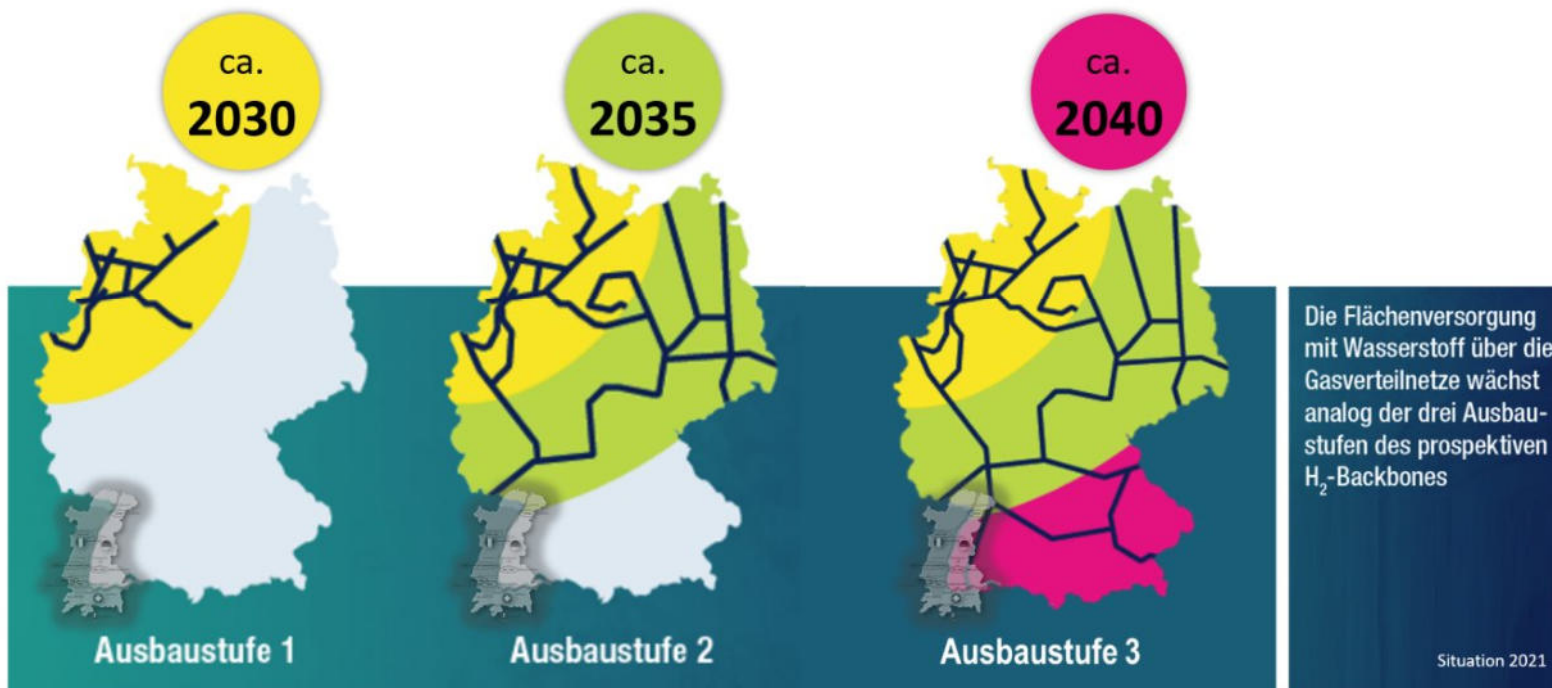 ca.
2030
ca.
2035
ca.
2040
Ausbaustufe 1
Ausbaustufe 2
Ausbaustufe 3
Die Flächenversorgung
mit Wasserstoff über die
Gasverteilnetze wächst
analog der drei Ausbau-
stufen des prospektiven
H₂-Backbones
Situation 2021